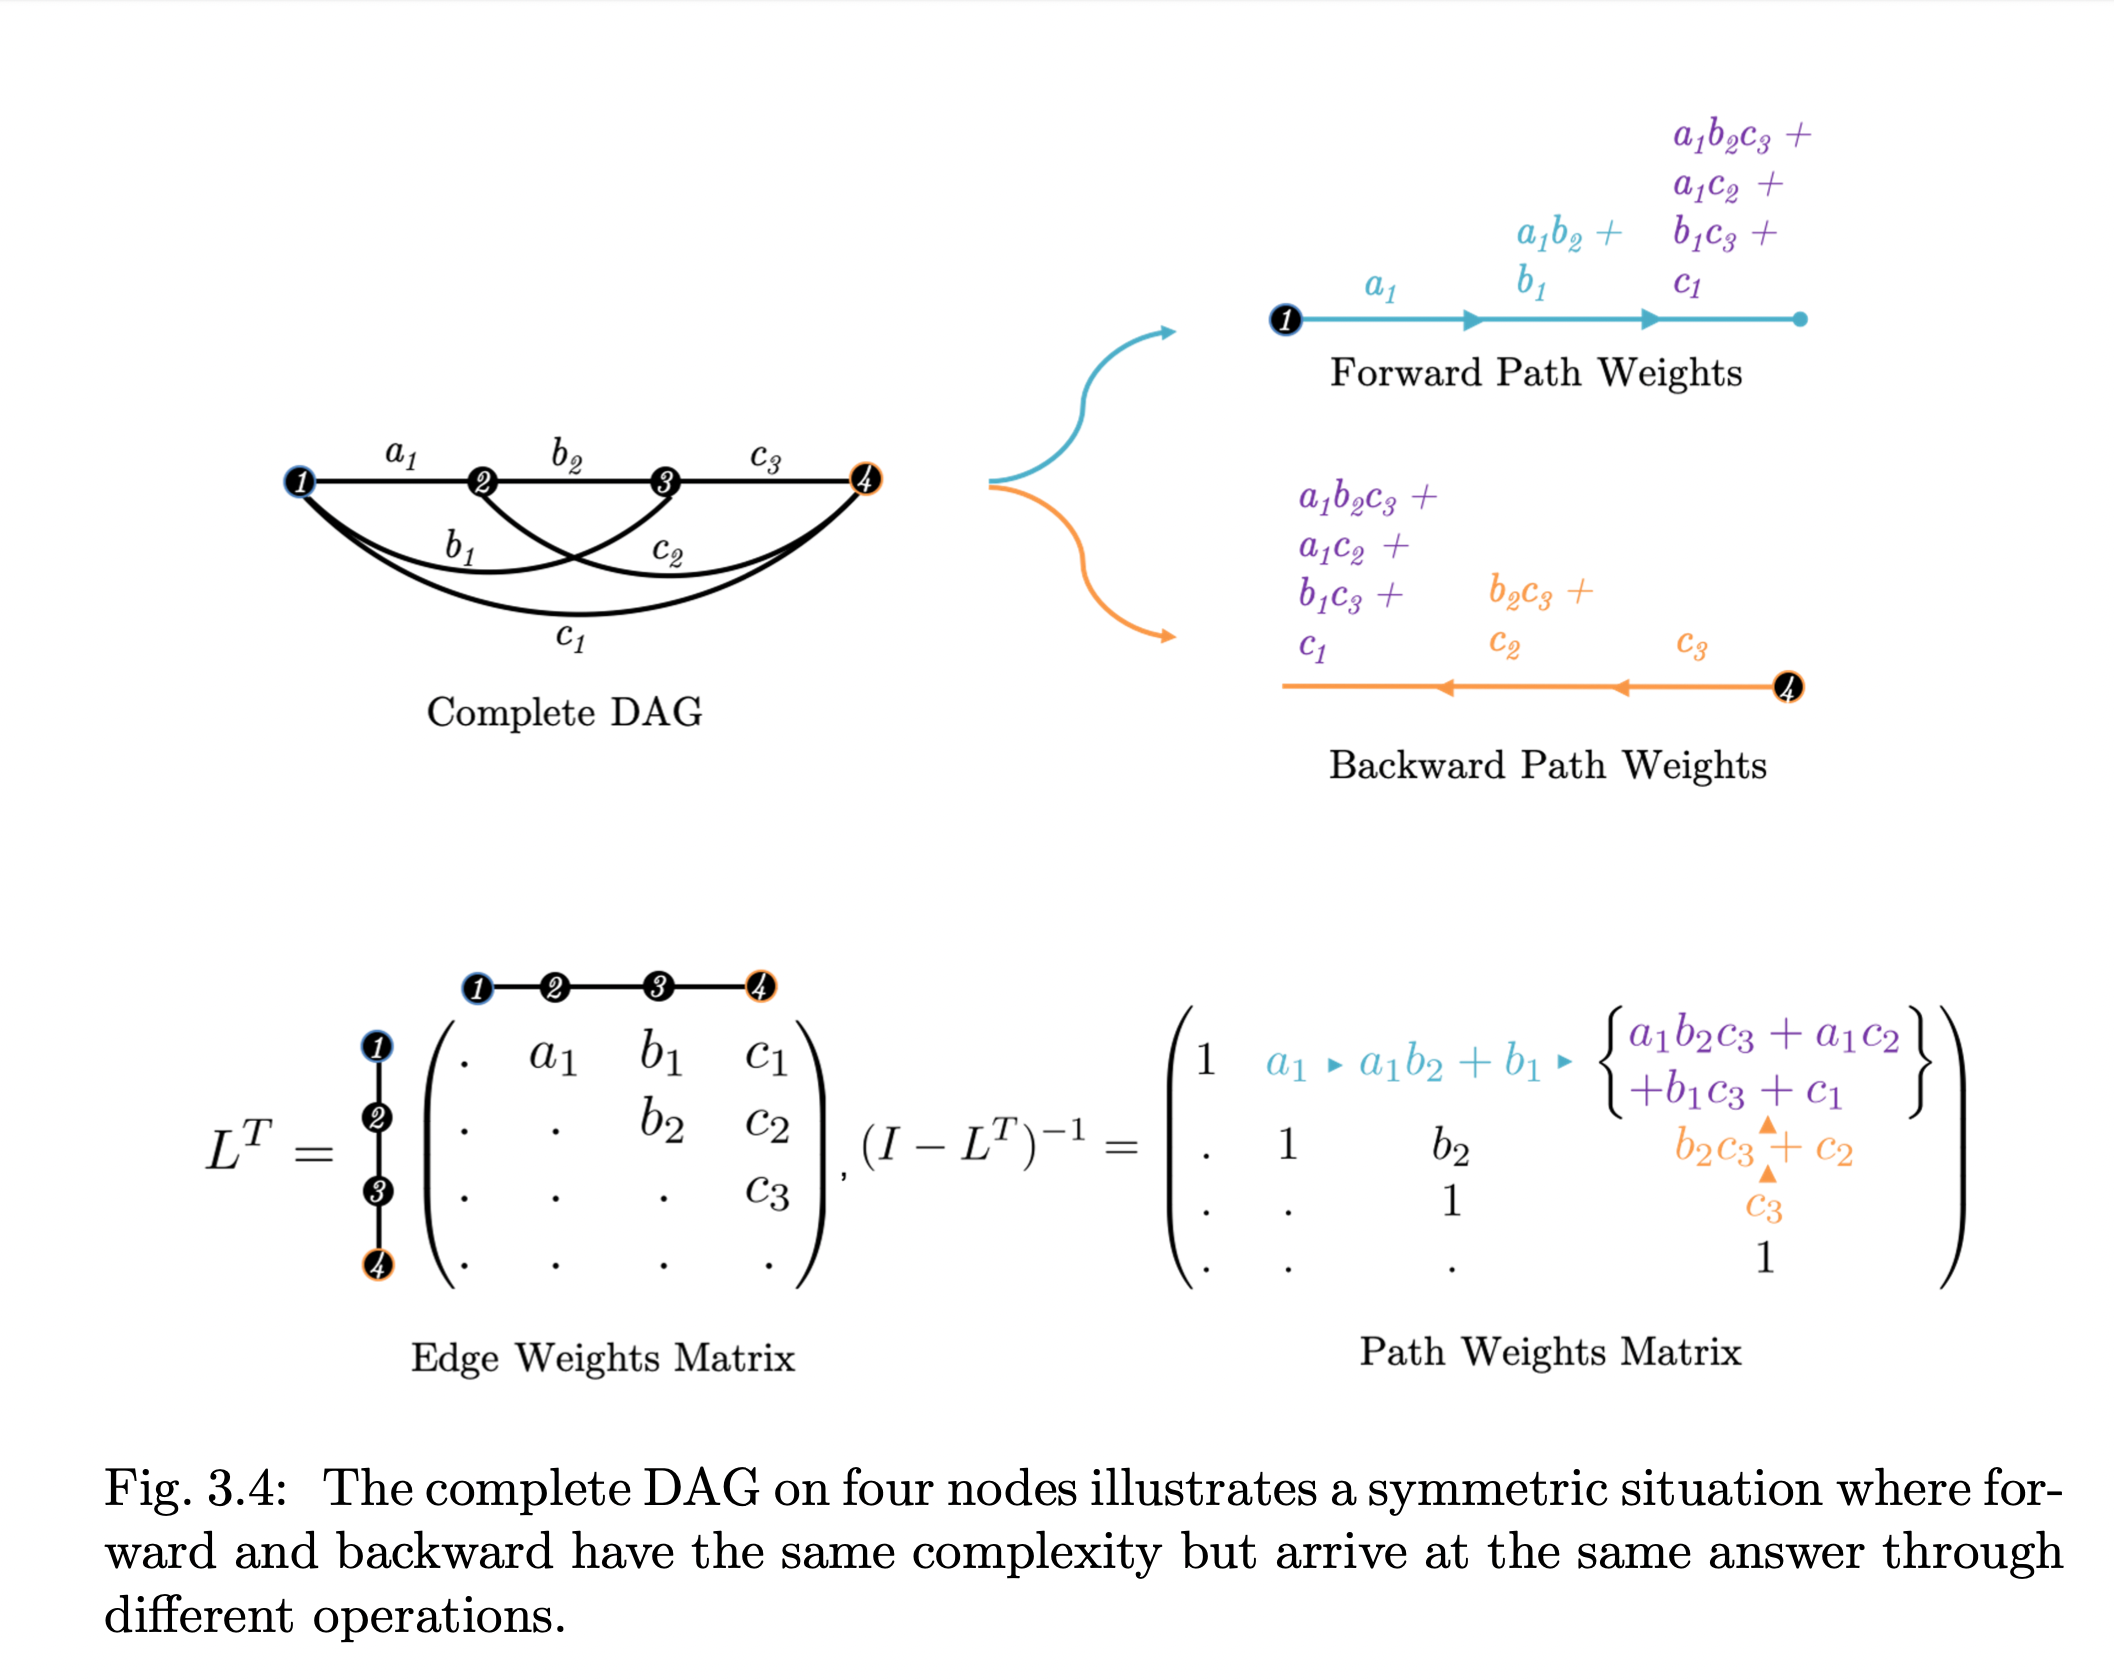 a₁b₂c₃ +
a₁c₂ +
a₁b₂ + b₁c₃ +
a₁ b₁ c₁
1
Forward Path Weights
a₁ b₂ c₃
1 2 3 4
b₁ c₂
c₁
Complete DAG
a₁b₂c₃ +
a₁c₂ +
b₁c₃ + b₂c₃ +
c₁ c₂ c₃
4
Backward Path Weights
1 2 3 4
1 . a₁ b₁ c₁
2 . . b₂ c₂
3 . . . c₃
4 . . . .
Lᵀ =
, (I − Lᵀ)⁻¹ =
1 a₁ ▸ a₁b₂ + b₁ ▸ {a₁b₂c₃ + a₁c₂
+b₁c₃ + c₁}
. 1 b₂ b₂c₃ + c₂
. . 1 c₃
. . . 1
Edge Weights Matrix
Path Weights Matrix
Fig. 3.4: The complete DAG on four nodes illustrates a symmetric situation where for-
ward and backward have the same complexity but arrive at the same answer through
different operations.